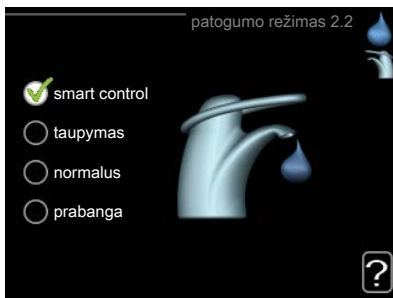 patogumo režimas 2.2
smart control
taupymas
normalus
prabanga
?